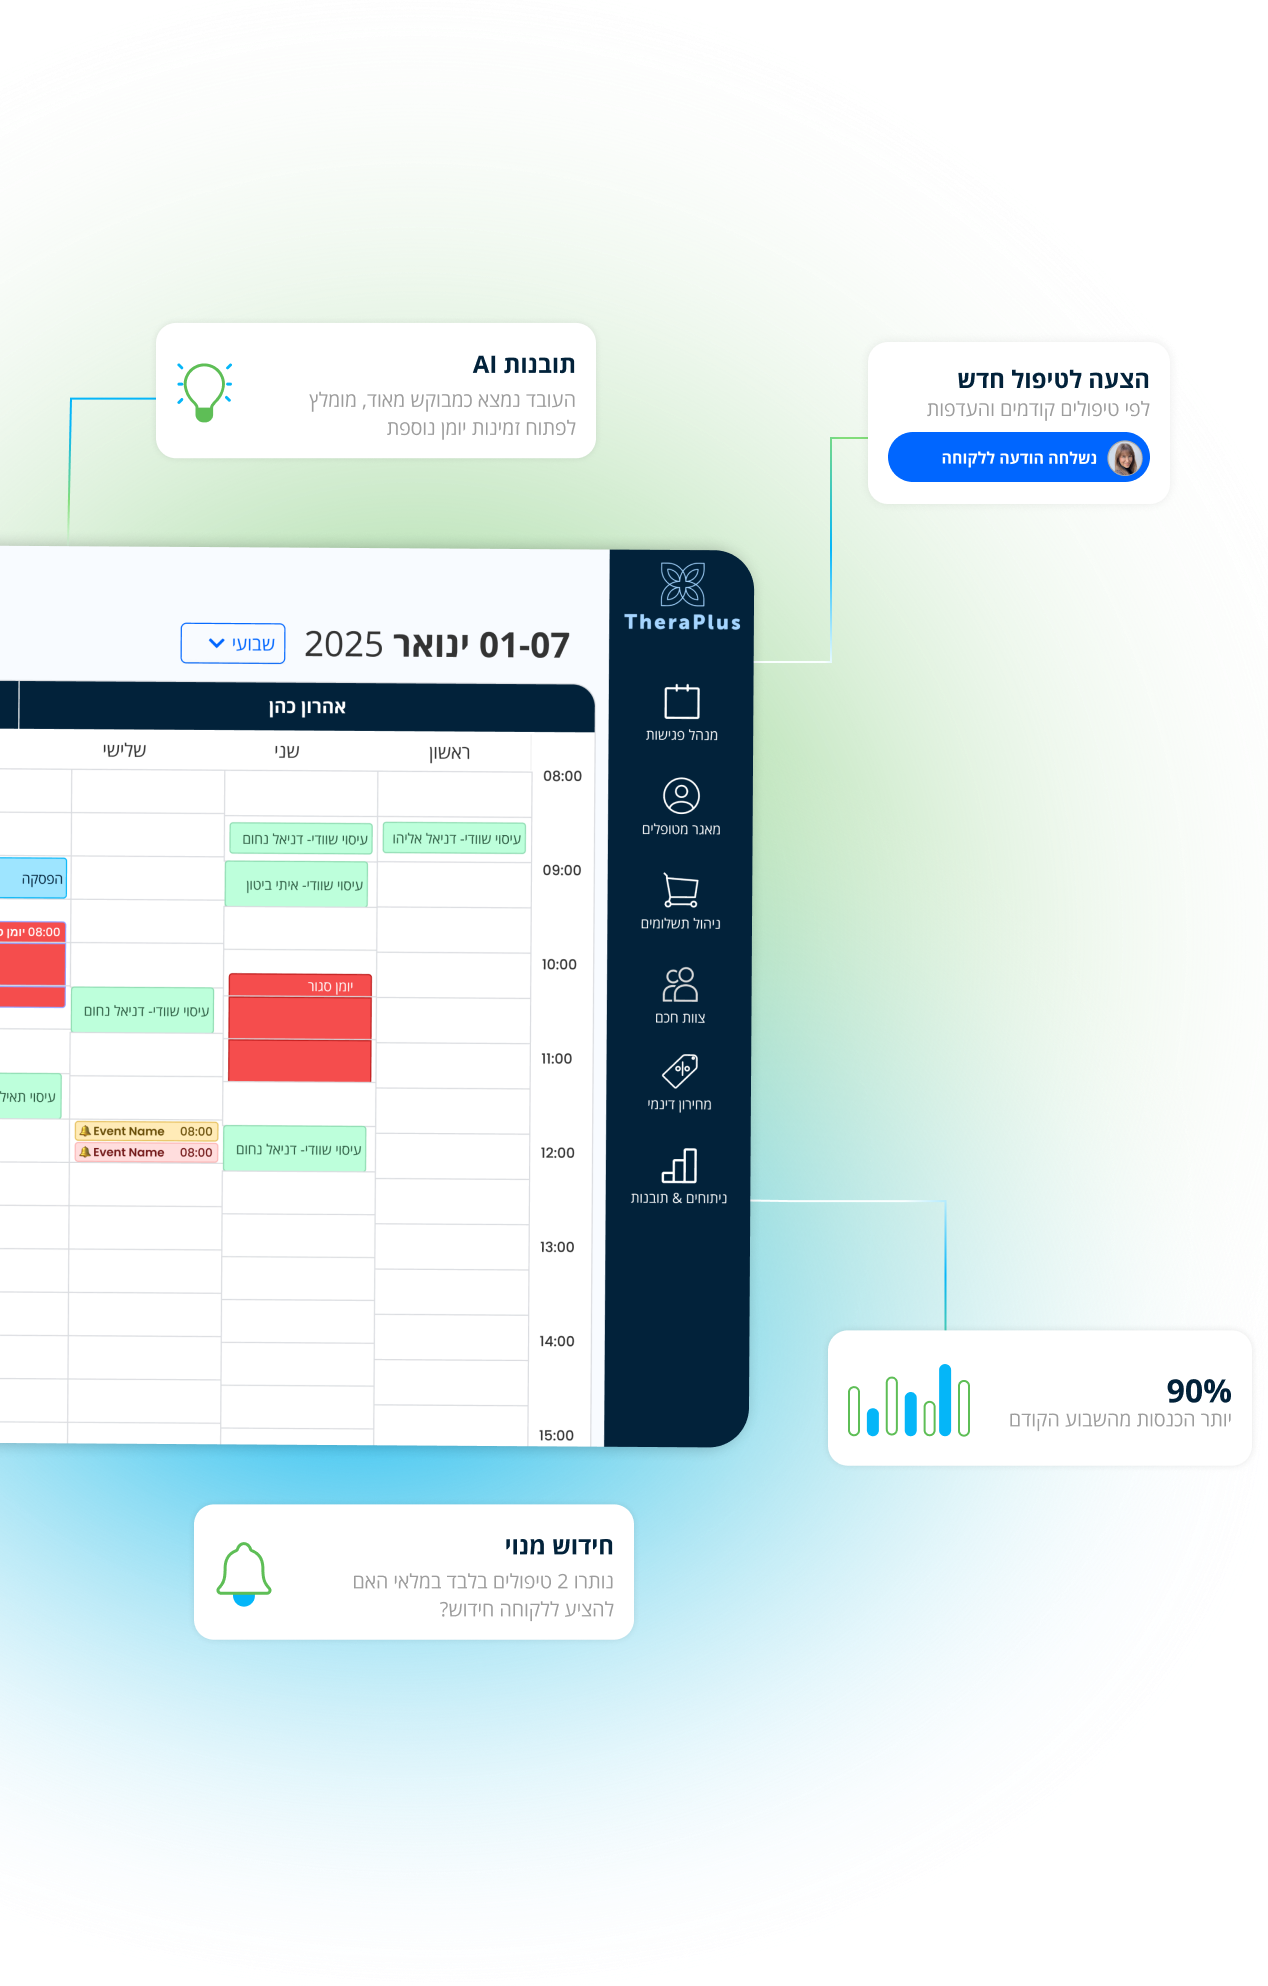 תובנות AI
העובד נמצא כמבוקש מאוד, מומלץ
לפתוח זמינות יומן נוספת
הצעה לטיפול חדש
לפי טיפולים קודמים והעדפות
נשלחה הודעה ללקוחה
TheraPlus
מנהל פגישות
מאגר מטופלים
ניהול תשלומים
צוות חכם
מחירון דינמי
ניתוחים & תובנות
01-07 ינואר 2025
שבועי
אהרון כהן
ראשון
שני
שלישי
08:00
עיסוי שוודי- דניאל אליהו
עיסוי שוודי- דניאל נחום
09:00
עיסוי שוודי- איתי ביטון
הפסקה
08:00 יומן
10:00
יומן סגור
עיסוי שוודי- דניאל נחום
11:00
עיסוי
Event Name 08:00
Event Name 08:00
12:00
עיסוי שוודי- דניאל נחום
13:00
14:00
15:00
90%
יותר הכנסות מהשבוע הקודם
חידוש מנוי
נותרו 2 טיפולים בלבד במלאי האם
להציע ללקוחה חידוש?